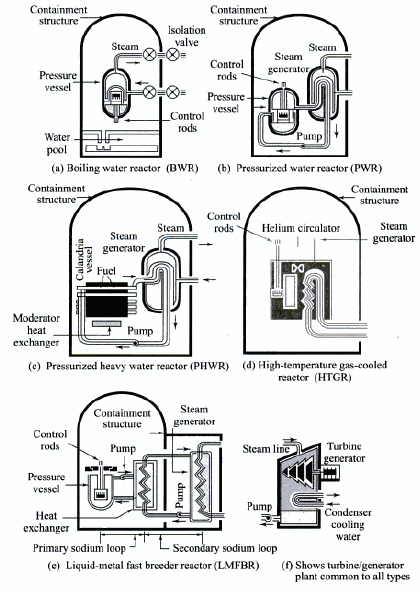 Containment
structure
Isolation
valve
Steam
Pressure
vessel
Control
rods
Water
pool
(a) Boiling water reactor (BWR)
Containment
structure
Steam
Steam
generator
Control
rods
Pressure
vessel
Pump
(b) Pressurized water reactor (PWR)
Containment
structure
Steam
Steam
generator
Calandria
vessel
Fuel
Moderator
heat
exchanger
Pump
(c) Pressurized heavy water reactor (PHWR)
Containment
structure
Control
rods
Helium circulator
Steam
generator
(d) High-temperature gas-cooled
reactor (HTGR)
Containment
structure
Steam
generator
Control
rods
Pump
Pressure
vessel
Pump
Heat
exchanger
Primary sodium loop
Secondary sodium loop
(e) Liquid-metal fast breeder reactor (LMFBR)
Steam line
Turbine
generator
Pump
Condenser
cooling
water
(f) Shows turbine/generator
plant common to all types